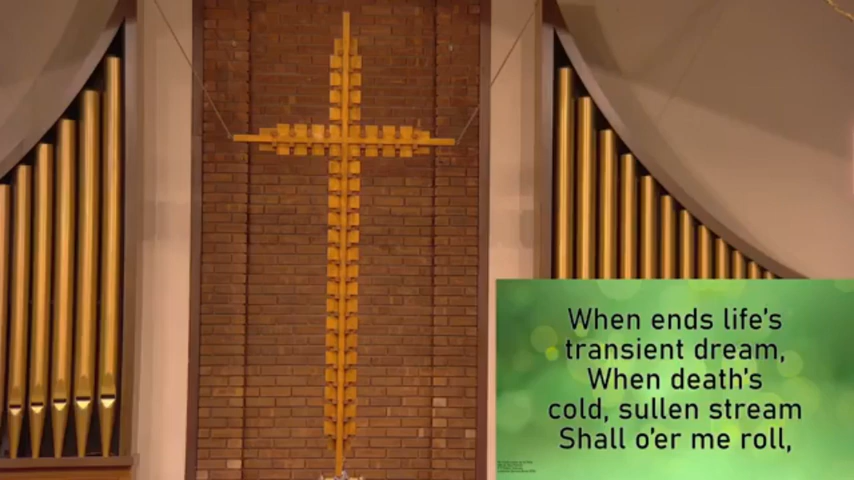 When ends life's
transient dream,
When death's
cold, sullen stream
Shall o'er me roll,